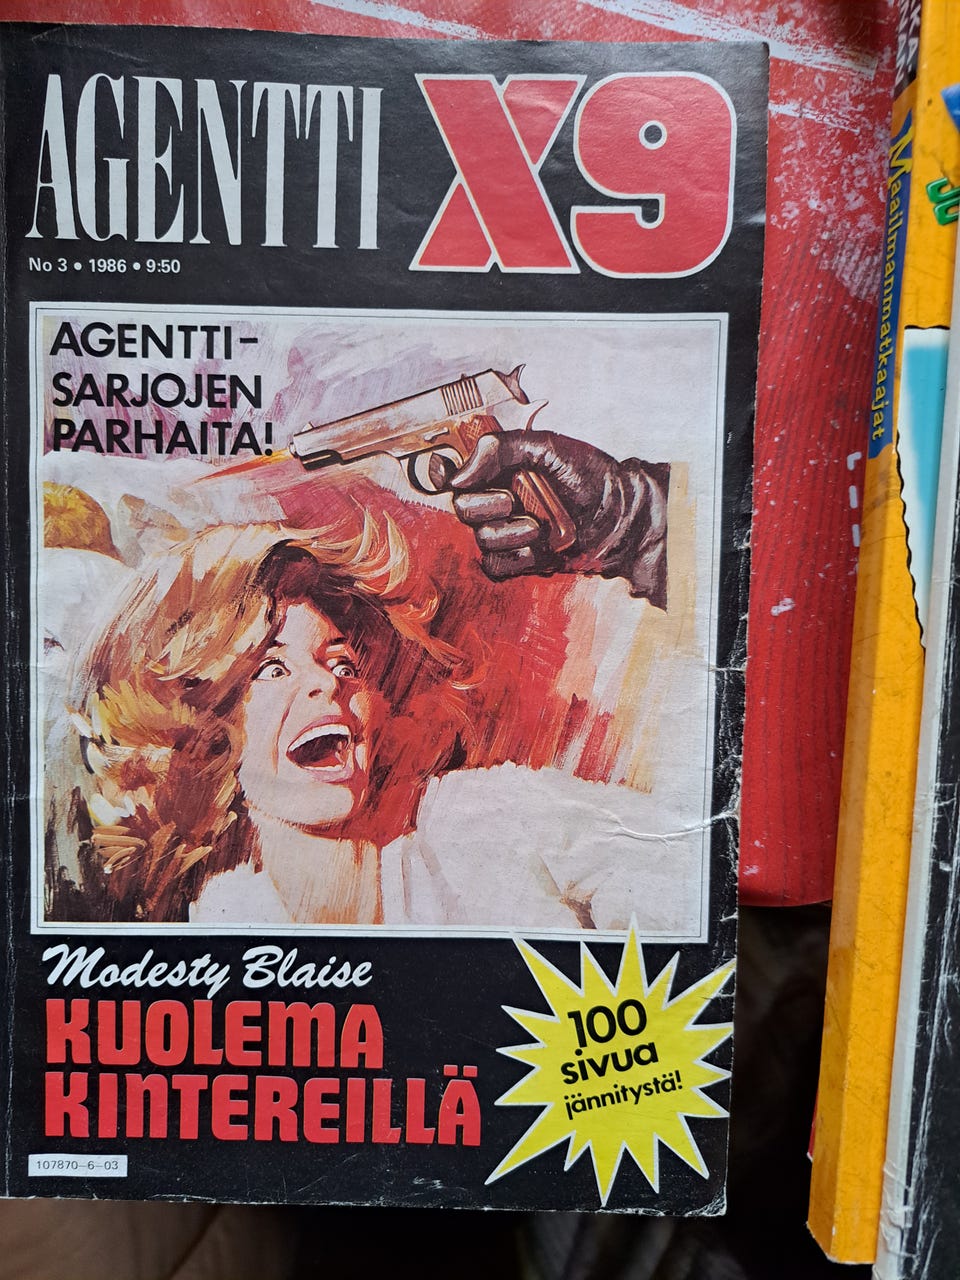 AGENTTI X9
No 3 • 1986 • 9:50
AGENTTI-
SARJOJEN
PARHAITA!
Modesty Blaise
KUOLEMA
KINTEREILLÄ
100
sivua
jännitystä!
107870-6-03
Maailmanmatkaajat